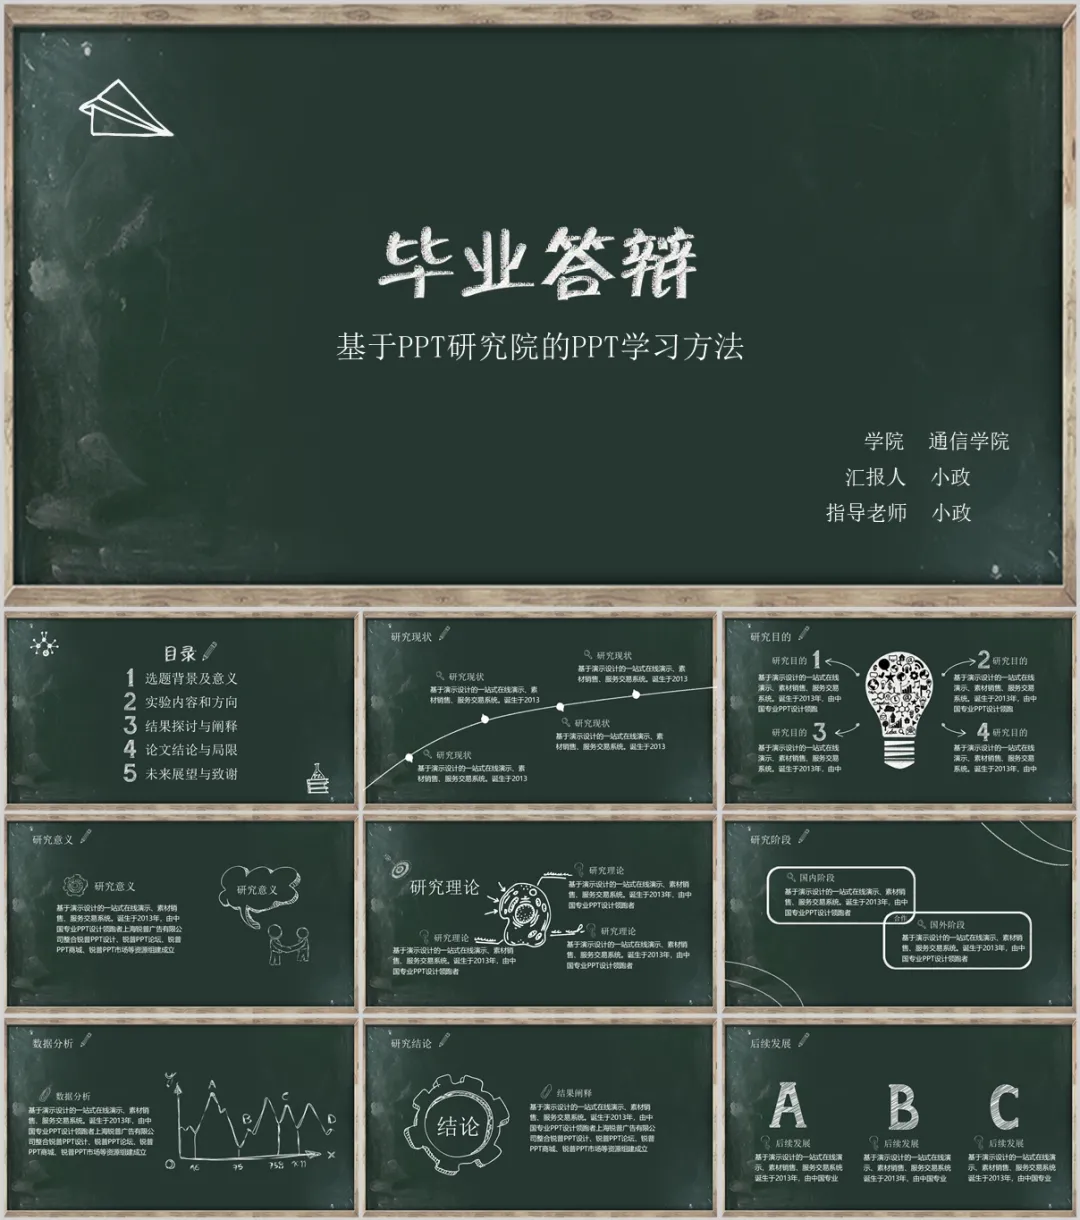 毕业答辩
基于PPT研究院的PPT学习方法
学院 通信学院
汇报人 小政
指导老师 小政
目录
1 选题背景及意义
2 实验内容和方向
3 结果探讨与阐释
4 论文结论与局限
5 未来展望与致谢
研究现状
研究现状
基于演示设计的一站式在线演示、素
材销售、服务交易系统。诞生于2013
研究现状
基于演示设计的一站式在线演示、素
材销售、服务交易系统。诞生于2013
研究现状
基于演示设计的一站式在线演示、素
材销售、服务交易系统。诞生于2013
研究现状
基于演示设计的一站式在线演示、素
材销售、服务交易系统。诞生于2013
研究目的
研究目的 1
基于演示设计的一站式在线
演示、素材销售、服务交易
系统。诞生于2013年，由中
国专业PPT设计领跑
2 研究目的
基于演示设计的一站式在线
演示、素材销售、服务交易
系统。诞生于2013年，由中
国专业PPT设计领跑者
研究目的 3
基于演示设计的一站式在线
演示、素材销售、服务交易
系统。诞生于2013年，由中
4 研究目的
基于演示设计的一站式在线
演示、素材销售、服务交易
系统。诞生于2013年，由中
研究意义
研究意义
基于演示设计的一站式在线演示、素材销
售、服务交易系统。诞生于2013年，由中
国专业PPT设计领跑者上海锐普广告有限公
司整合锐普PPT设计、锐普PPT论坛、锐普
PPT商城、锐普PPT市场等资源组建成立
研究意义
研究理论
研究理论
基于演示设计的一站式在线演示、素材销
售、服务交易系统。诞生于2013年，由中
国专业PPT设计领跑者
研究理论
基于演示设计的一站式在线演示、素材销
售、服务交易系统。诞生于2013年，由中
国专业PPT设计领跑者
研究理论
基于演示设计的一站式在线演示、素材销
售、服务交易系统。诞生于2013年，由中
国专业PPT设计领跑者
研究阶段
国内阶段
基于演示设计的一站式在线演示、素材销
售、服务交易系统。诞生于2013年，由中
国专业PPT设计领跑者
合作
国外阶段
基于演示设计的一站式在线演示、素材销
售、服务交易系统。诞生于2013年，由中
国专业PPT设计领跑者
数据分析
数据分析
基于演示设计的一站式在线演示、素材销
售、服务交易系统。诞生于2013年，由中
国专业PPT设计领跑者上海锐普广告有限公
司整合锐普PPT设计、锐普PPT论坛、锐普
PPT商城、锐普PPT市场等资源组建成立
Y
A
B
C
D
X
研究结论
结论
结果阐释
基于演示设计的一站式在线演示、素材销
售、服务交易系统。诞生于2013年，由中
国专业PPT设计领跑者上海锐普广告有限公
司整合锐普PPT设计、锐普PPT论坛、锐普
PPT商城、锐普PPT市场等资源组建成立
后续发展
A B C
后续发展
基于演示设计的一站式在线演
示、素材销售、服务交易系统
诞生于2013年，由中国专业
后续发展
基于演示设计的一站式在线演
示、素材销售、服务交易系统
诞生于2013年，由中国专业
后续发展
基于演示设计的一站式在线演
示、素材销售、服务交易系统
诞生于2013年，由中国专业